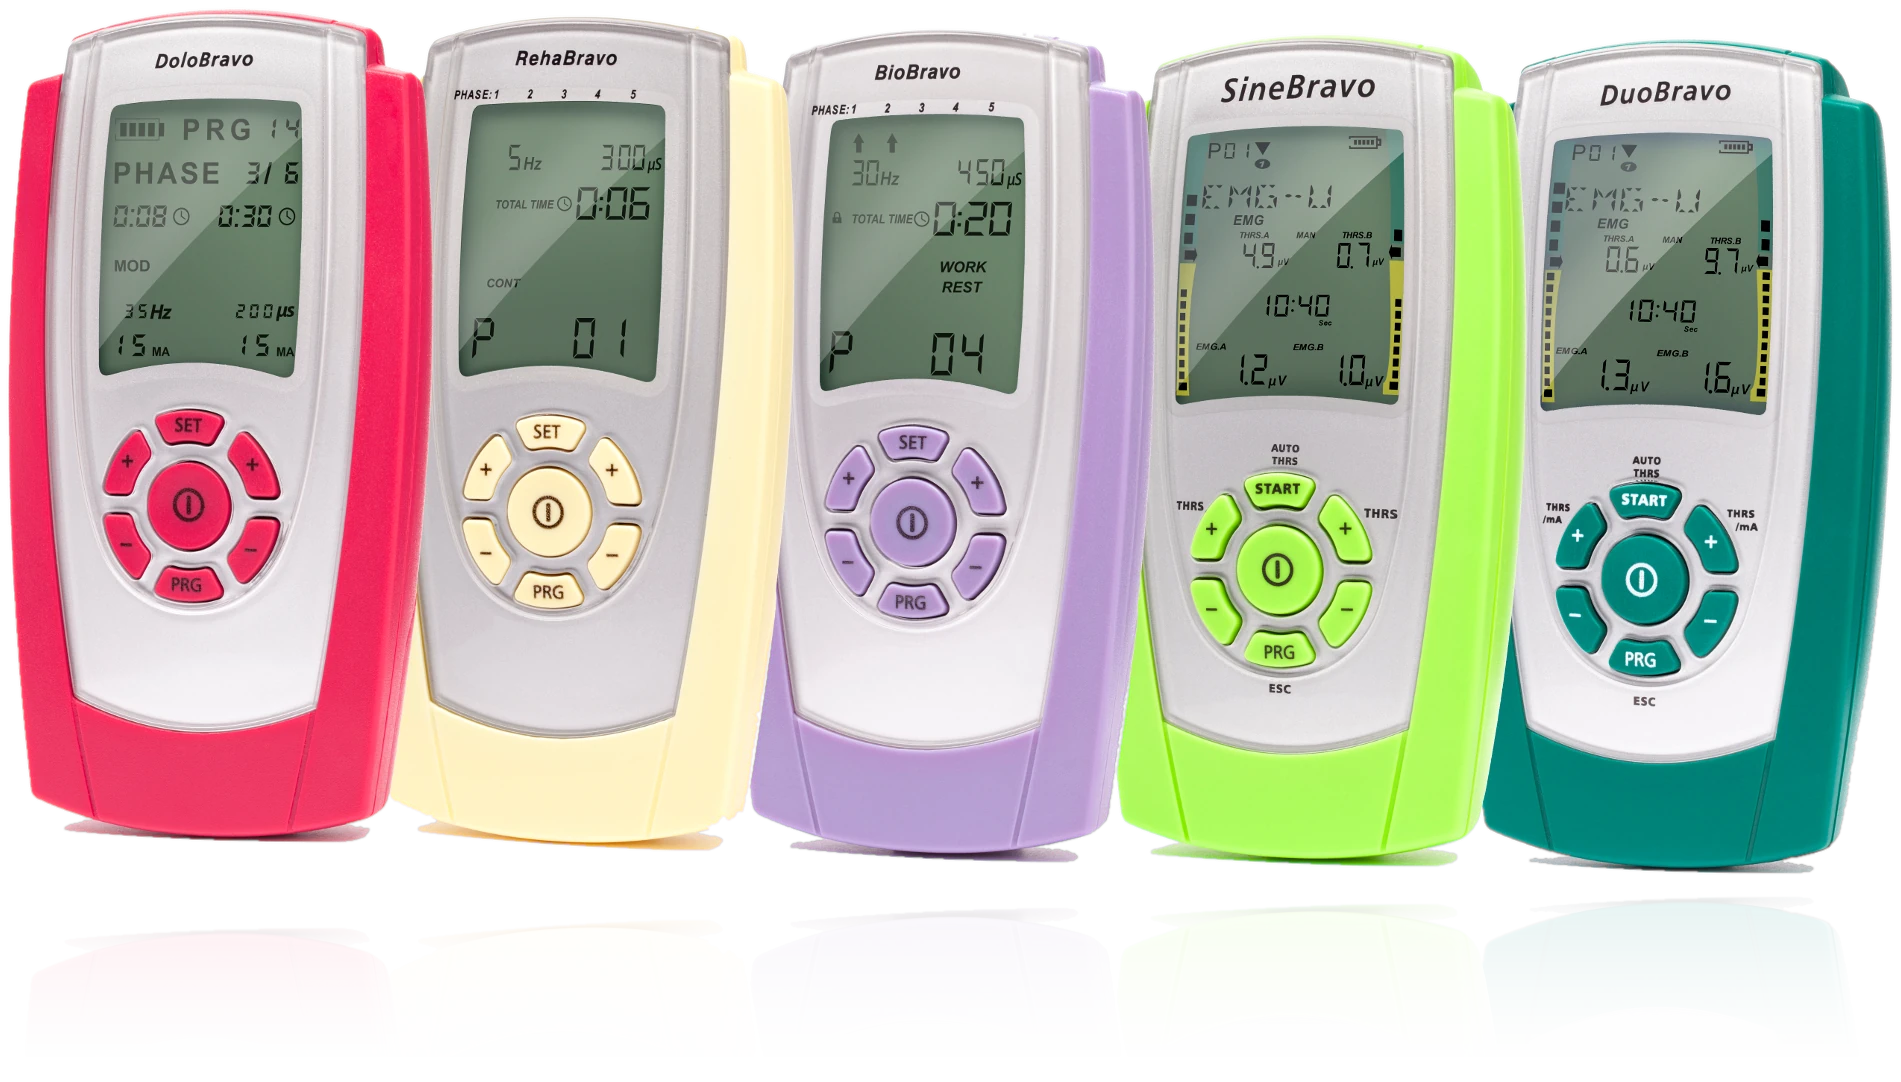 DoloBravo
PRG 14
PHASE 3/6
0:08 0:30
MOD
35Hz 200µs
15 MA 15 MA
SET
+ +
- -
PRG
RehaBravo
PHASE: 1 2 3 4 5
5Hz 300µS
TOTAL TIME 0:06
CONT
P 01
SET
+ +
- -
PRG
BioBravo
PHASE: 1 2 3 4 5
30Hz 450µS
TOTAL TIME 0:20
WORK
REST
P 04
SET
+ +
- -
PRG
SineBravo
P01
EMG--U
EMG
THRS.A MAN THRS.B
4.9µV 0.7µV
10:40
Sec
EMG.A EMG.B
1.2µV 1.0µV
AUTO
THRS
START
THRS THRS
+ +
- -
PRG
ESC
DuoBravo
P01
EMG--U
EMG
THRS.A MAN THRS.B
0.6µV 9.7µV
10:40
Sec
EMG.A EMG.B
1.3µV 1.6µV
AUTO
THRS
START
THRS THRS
/mA /mA
+ +
- -
PRG
ESC